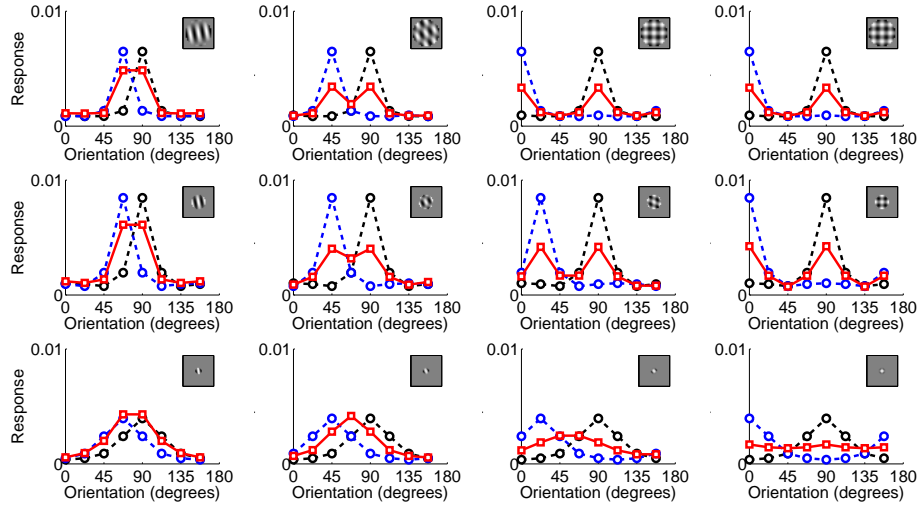 0.01 0.01 0.01 0.01
Response
0 0 0 0
0 45 90 135 180 0 45 90 135 180 0 45 90 135 180 0 45 90 135 180
Orientation (degrees) Orientation (degrees) Orientation (degrees) Orientation (degrees)
0.01 0.01 0.01 0.01
Response
0 0 0 0
0 45 90 135 180 0 45 90 135 180 0 45 90 135 180 0 45 90 135 180
Orientation (degrees) Orientation (degrees) Orientation (degrees) Orientation (degrees)
0.01 0.01 0.01 0.01
Response
0 0 0 0
0 45 90 135 180 0 45 90 135 180 0 45 90 135 180 0 45 90 135 180
Orientation (degrees) Orientation (degrees) Orientation (degrees) Orientation (degrees)